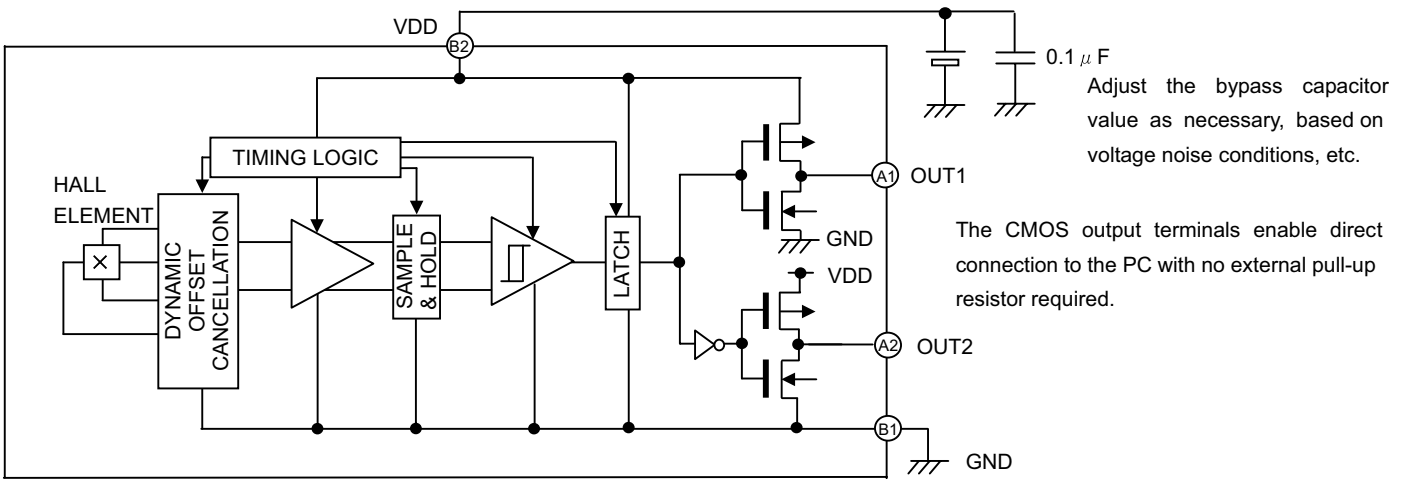 VDD
B2
0.1 μ F
Adjust the bypass capacitor
value as necessary, based on
voltage noise conditions, etc.
TIMING LOGIC
HALL
ELEMENT
×
DYNAMIC
OFFSET
CANCELLATION
SAMPLE
& HOLD
LATCH
A1 OUT1
GND
The CMOS output terminals enable direct
connection to the PC with no external pull-up
resistor required.
VDD
A2 OUT2
B1
GND